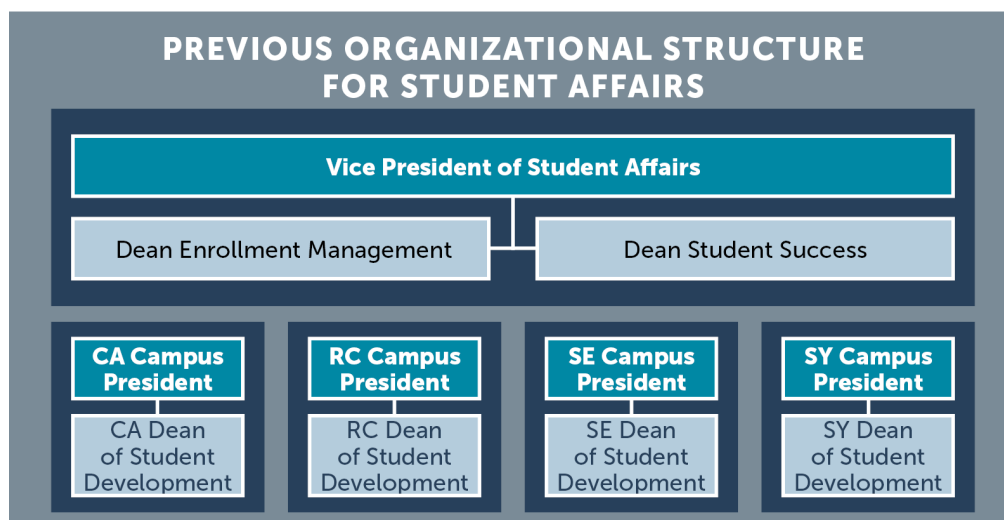 PREVIOUS ORGANIZATIONAL STRUCTURE
FOR STUDENT AFFAIRS
Vice President of Student Affairs
Dean Enrollment Management
Dean Student Success
CA Campus
President
CA Dean
of Student
Development
RC Campus
President
RC Dean
of Student
Development
SE Campus
President
SE Dean
of Student
Development
SY Campus
President
SY Dean
of Student
Development